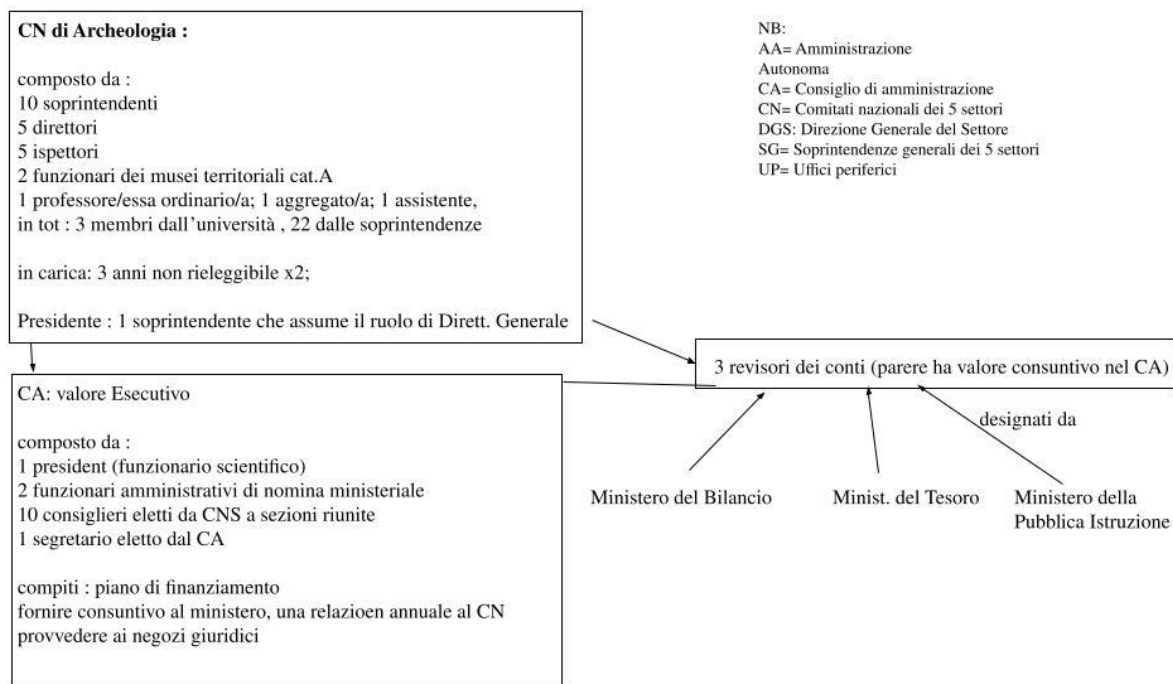 CN di Archeologia :
composto da :
10 soprintendenti
5 direttori
5 ispettori
2 funzionari dei musei territoriali cat.A
1 professore/essa ordinario/a; 1 aggregato/a; 1 assistente,
in tot : 3 membri dall'università , 22 dalle soprintendenze
in carica: 3 anni non rieleggibile x2;
Presidente : 1 soprintendente che assume il ruolo di Dirett. Generale
NB:
AA= Amministrazione
Autonoma
CA= Consiglio di amministrazione
CN= Comitati nazionali dei 5 settori
DGS: Direzione Generale del Settore
SG= Soprintendenze generali dei 5 settori
UP= Uffici periferici
3 revisori dei conti (parere ha valore consuntivo nel CA)
designati da
Ministero del Bilancio
Minist. del Tesoro
Ministero della
Pubblica Istruzione
CA: valore Esecutivo
composto da :
1 president (funzionario scientifico)
2 funzionari amministrativi di nomina ministeriale
10 consiglieri eletti da CNS a sezioni riunite
1 segretario eletto dal CA
compiti : piano di finanziamento
fornire consuntivo al ministero, una relazioen annuale al CN
provvedere ai negozi giuridici